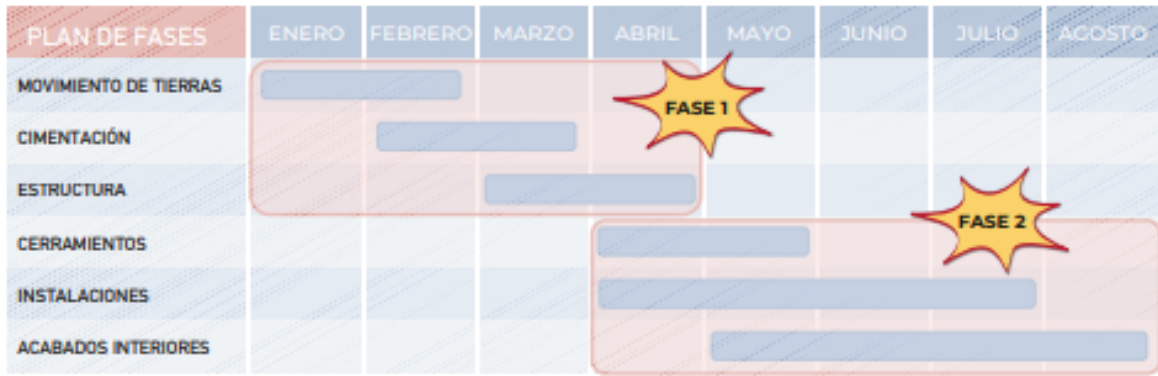 PLAN DE FASES ENERO FEBRERO MARZO ABRIL MAYO JUNIO JULIO AGOSTO
MOVIMIENTO DE TIERRAS
FASE 1
CIMENTACIÓN
ESTRUCTURA
FASE 2
CERRAMIENTOS
INSTALACIONES
ACABADOS INTERIORES